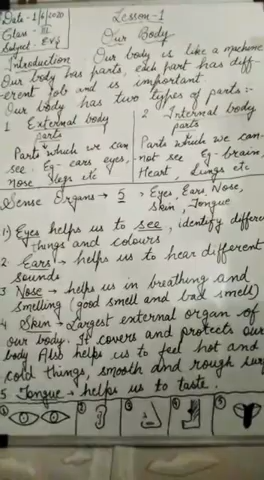 Date - 1/6/2020
Class - III
Subject - EVS
Lesson - 1
Our Body
Introduction Our body is like a machine
Our body has parts, each part has diff-
erent job and is important.
Our body has two types of parts :-
1 External body parts
Parts which we can
see. Eg - ears eyes,
nose legs etc
2 Internal body parts
Parts which we can-
not see Eg - brain,
Heart, Lungs etc
Sense Organs → 5 → Eyes, Ears, Nose,
Skin, Tongue
1) Eyes helps us to see, identify differe
things and colours
2 Ears → helps us to hear different
sounds
3 Nose → helps us in breathing and
smelling (good smell and bad smell)
4 Skin → Largest external organ of
our body. It covers and protects our
body Also helps us to feel hot and
cold things, smooth and rough surf
5 Tongue → helps us to taste.
1 2 3 4 5